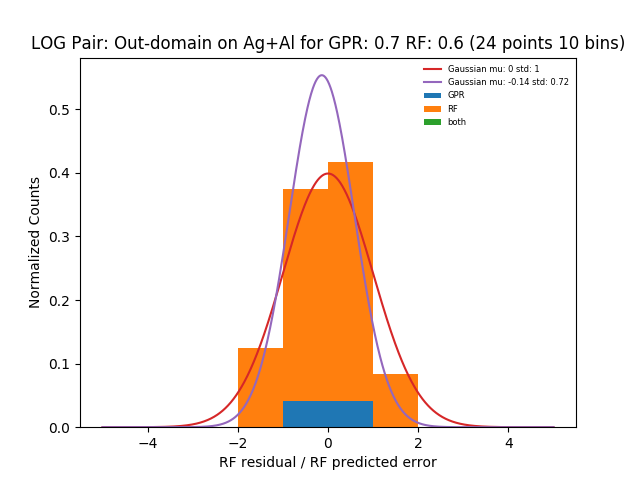 LOG Pair: Out-domain on Ag+Al for GPR: 0.7 RF: 0.6 (24 points 10 bins)
Gaussian mu: 0 std: 1
Gaussian mu: -0.14 std: 0.72
GPR
RF
both
Normalized Counts
0.5
0.4
0.3
0.2
0.1
0.0
−4 −2 0 2 4
RF residual / RF predicted error